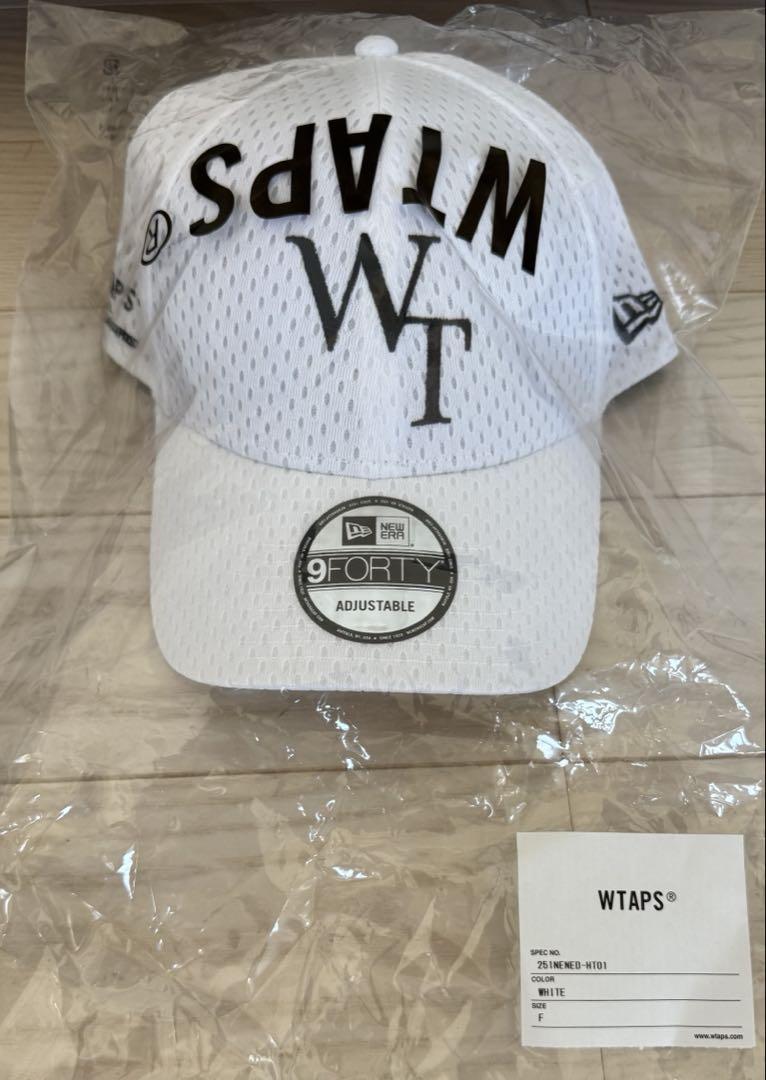 WTAPS®
WT
NEW ERA
9FORTY
ADJUSTABLE
WTAPS®
SPEC NO.
251NENED-HT01
COLOR
WHITE
SIZE
F
www.wtaps.com